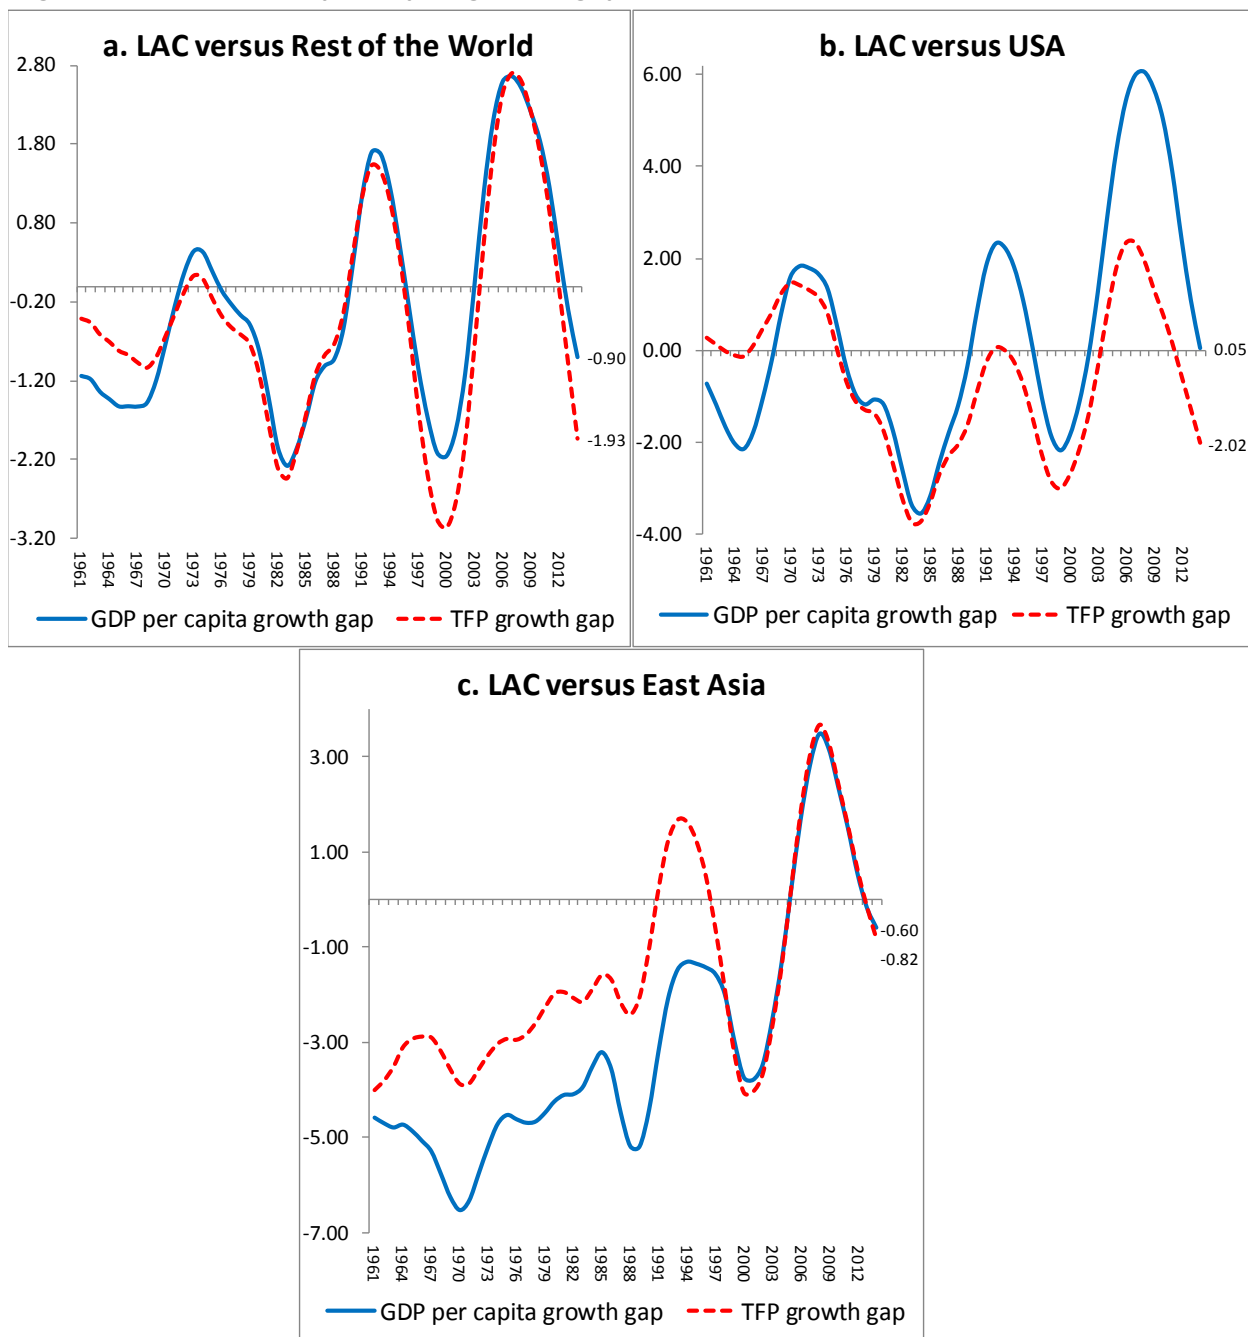 a. LAC versus Rest of the World
2.80
1.80
0.80
-0.20
-1.20
-2.20
-3.20
-0.90
-1.93
1961 1964 1967 1970 1973 1976 1979 1982 1985 1988 1991 1994 1997 2000 2003 2006 2009 2012
GDP per capita growth gap TFP growth gap
b. LAC versus USA
6.00
4.00
2.00
0.00
-2.00
-4.00
0.05
-2.02
1961 1964 1967 1970 1973 1976 1979 1982 1985 1988 1991 1994 1997 2000 2003 2006 2009 2012
GDP per capita growth gap TFP growth gap
c. LAC versus East Asia
3.00
1.00
-1.00
-3.00
-5.00
-7.00
-0.60
-0.82
1961 1964 1967 1970 1973 1976 1979 1982 1985 1988 1991 1994 1997 2000 2003 2006 2009 2012
GDP per capita growth gap TFP growth gap